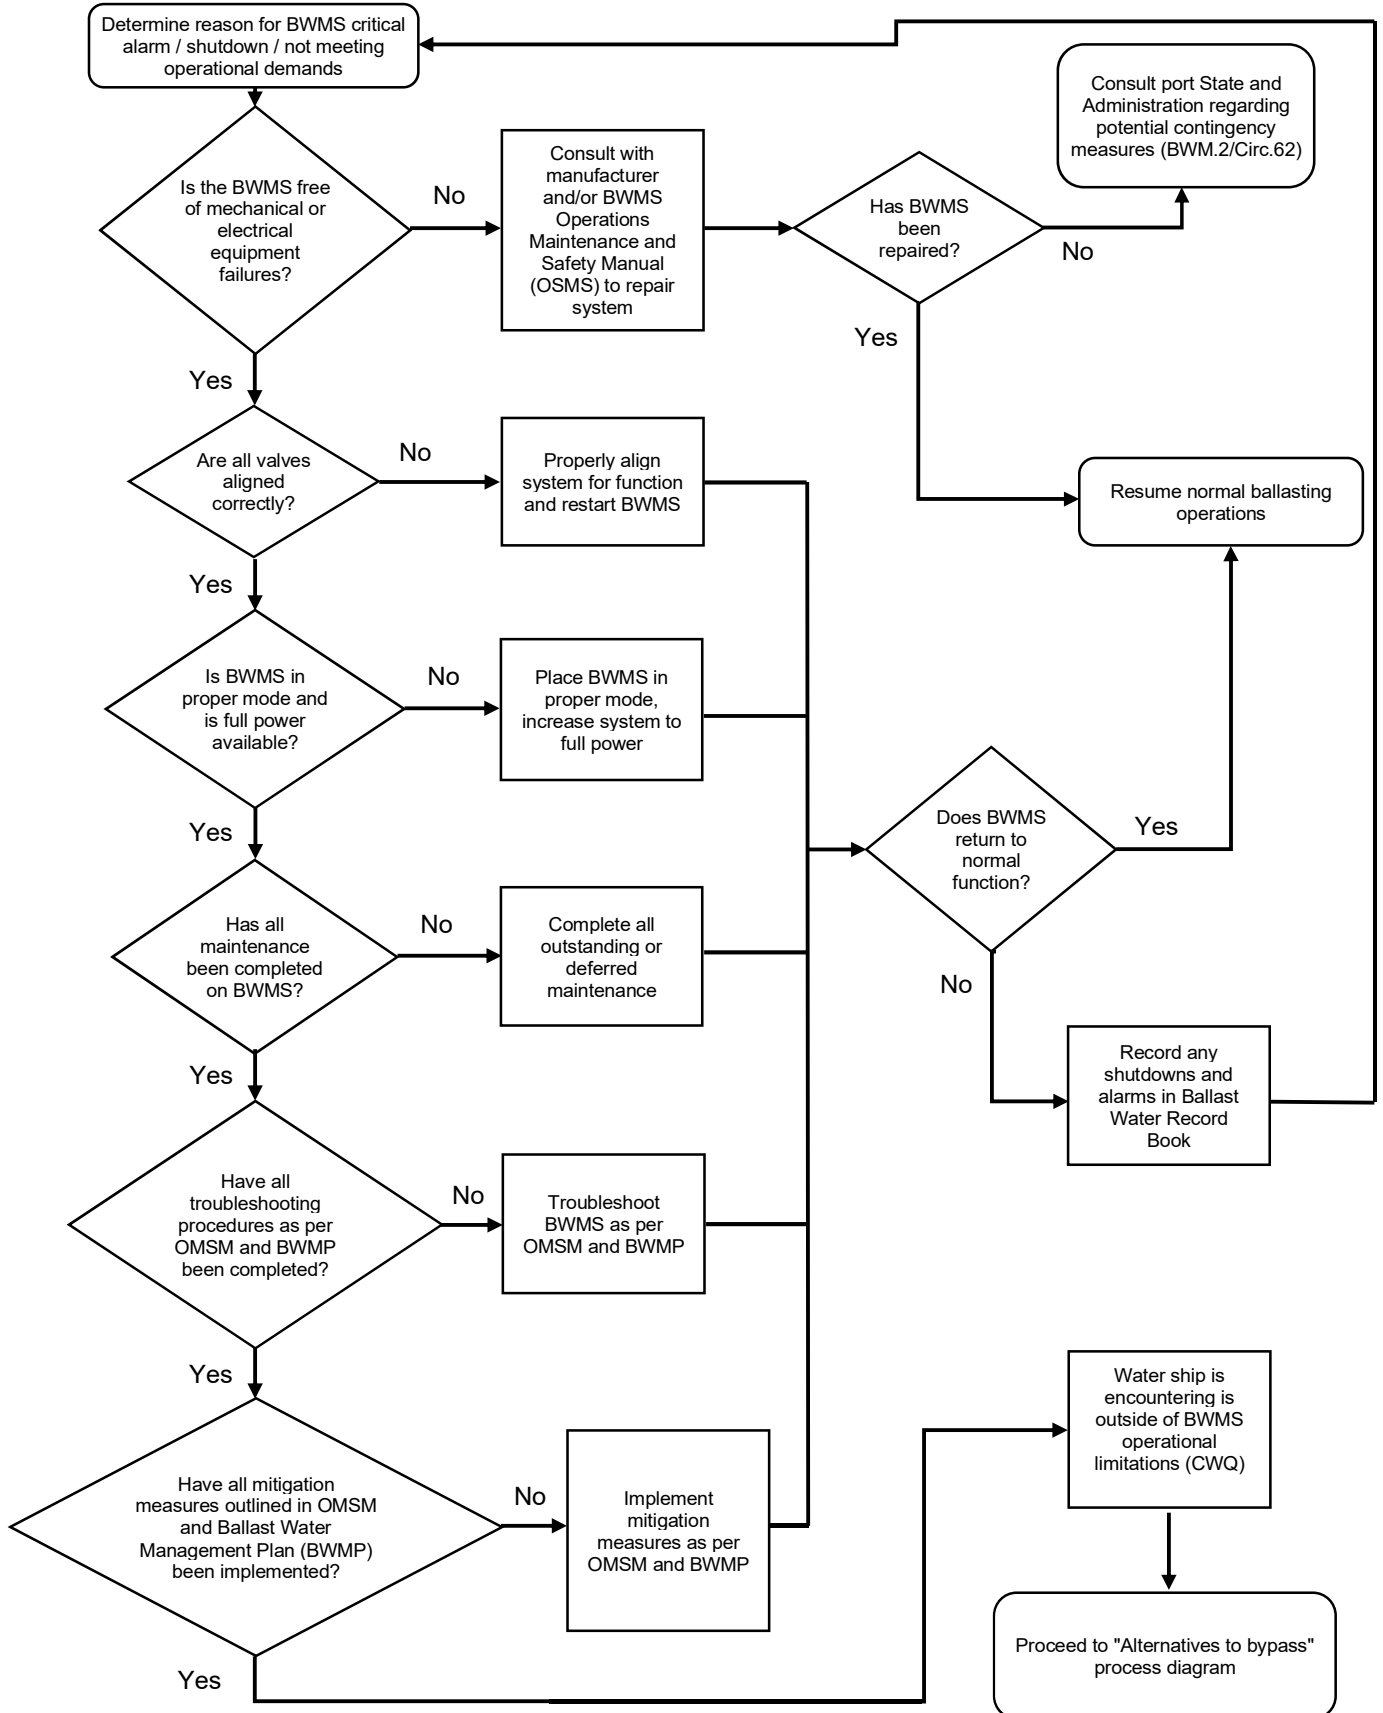 Determine reason for BWMS critical
alarm / shutdown / not meeting
operational demands
Consult port State and
Administration regarding
potential contingency
measures (BWM.2/Circ.62)
Is the BWMS free
of mechanical or
electrical
equipment
failures?
No
Consult with
manufacturer
and/or BWMS
Operations
Maintenance and
Safety Manual
(OSMS) to repair
system
Has BWMS
been
repaired?
No
Yes
Yes
Are all valves
aligned
correctly?
No
Properly align
system for function
and restart BWMS
Resume normal ballasting
operations
Yes
Is BWMS in
proper mode and
is full power
available?
No
Place BWMS in
proper mode,
increase system to
full power
Does BWMS
return to
normal
function?
Yes
No
Yes
Has all
maintenance
been completed
on BWMS?
No
Complete all
outstanding or
deferred
maintenance
Record any
shutdowns and
alarms in Ballast
Water Record
Book
Yes
Have all
troubleshooting
procedures as per
OMSM and BWMP
been completed?
No
Troubleshoot
BWMS as per
OMSM and BWMP
Yes
Have all mitigation
measures outlined in OMSM
and Ballast Water
Management Plan (BWMP)
been implemented?
No
Implement
mitigation
measures as per
OMSM and BWMP
Yes
Water ship is
encountering is
outside of BWMS
operational
limitations (CWQ)
Proceed to "Alternatives to bypass"
process diagram